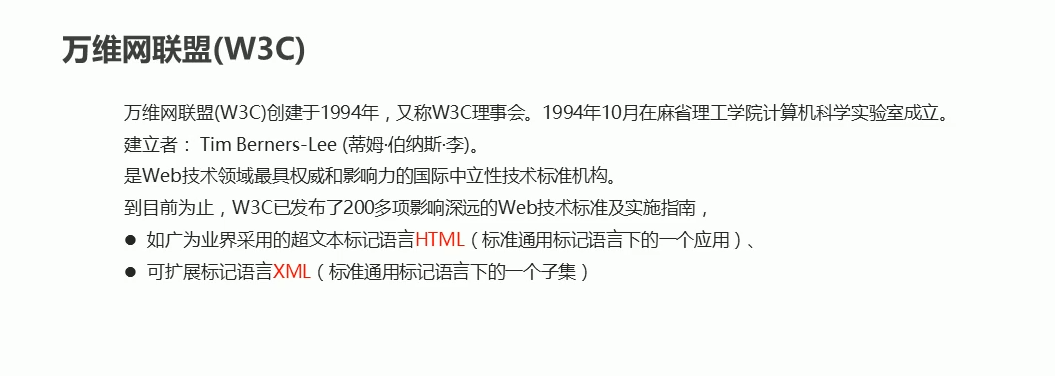 万维网联盟(W3C)
万维网联盟(W3C)创建于1994年，又称W3C理事会。1994年10月在麻省理工学院计算机科学实验室成立。
建立者： Tim Berners-Lee (蒂姆·伯纳斯·李)。
是Web技术领域最具权威和影响力的国际中立性技术标准机构。
到目前为止，W3C已发布了200多项影响深远的Web技术标准及实施指南，
● 如广为业界采用的超文本标记语言HTML（标准通用标记语言下的一个应用）、
● 可扩展标记语言XML（标准通用标记语言下的一个子集）